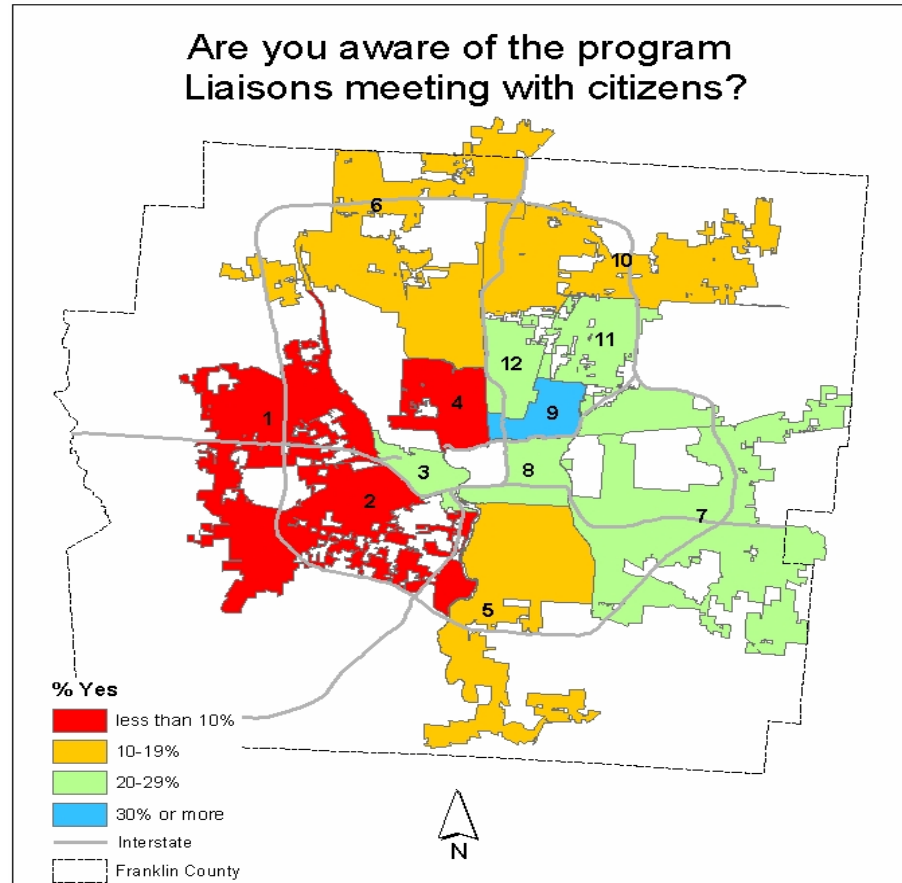 Are you aware of the program
Liaisons meeting with citizens?
6
10
11
12
4
9
1
3
8
2
7
5
% Yes
less than 10%
10-19%
20-29%
30% or more
Interstate
Franklin County
N